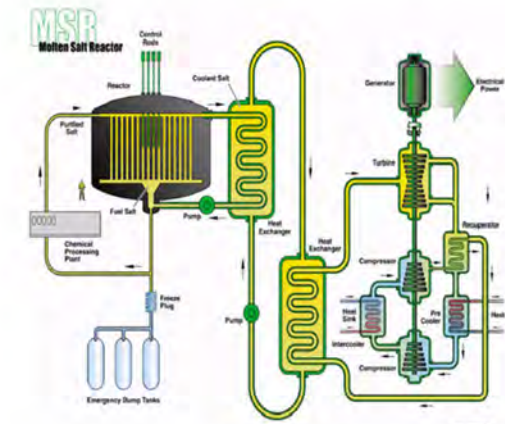 MSR
Molten Salt Reactor
Control
Rods
Reactor
Coolant Salt
Generator
Electrical
Power
Purified
Salt
Turbine
Fuel Salt
Pump
Heat
Exchanger
Heat
Exchanger
Recuperator
Chemical
Processing
Plant
Compressor
Freeze
Plug
Pump
Heat
Sink
Pre
Cooler
Heat
Intercooler
Compressor
Emergency Dump Tanks